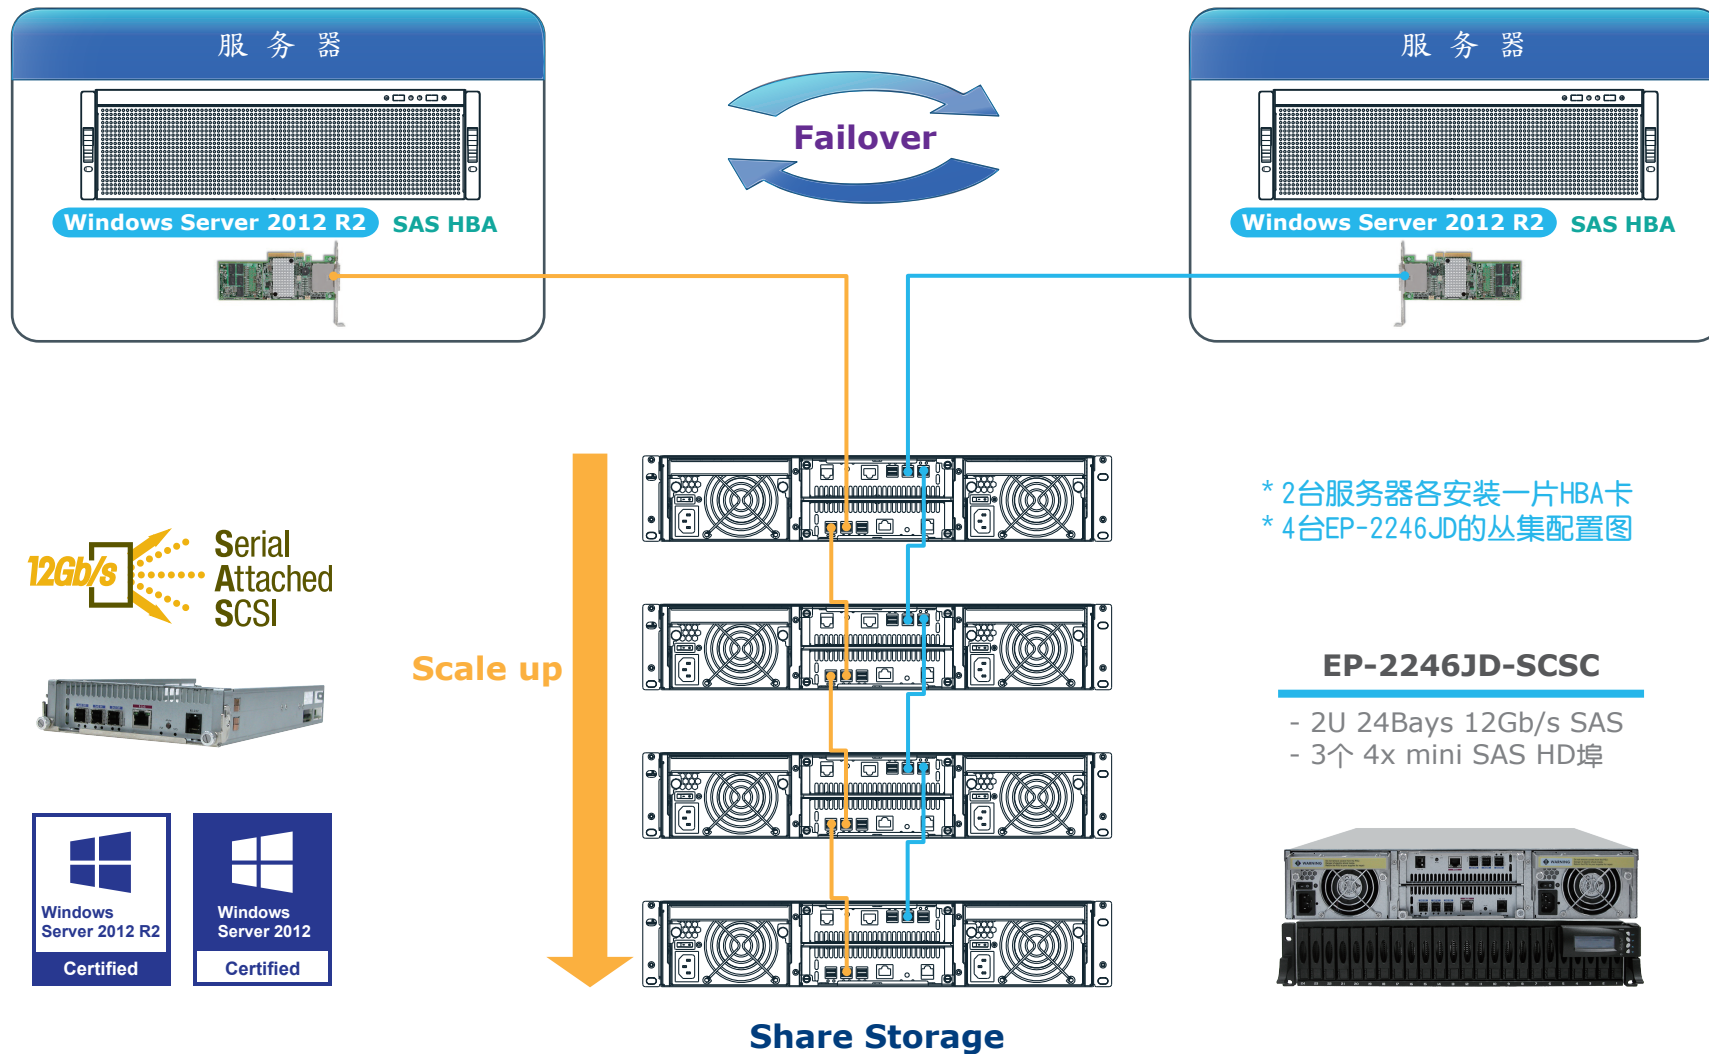 服务器
服务器
Failover
Windows Server 2012 R2
SAS HBA
Windows Server 2012 R2
SAS HBA
* 2台服务器各安装一片HBA卡
* 4台EP-2246JD的丛集配置图
12Gb/s
Serial
Attached
SCSI
Scale up
EP-2246JD-SCSC
- 2U 24Bays 12Gb/s SAS
- 3个 4x mini SAS HD埠
Windows
Server 2012 R2
Certified
Windows
Server 2012
Certified
WARNING
WARNING
Share Storage